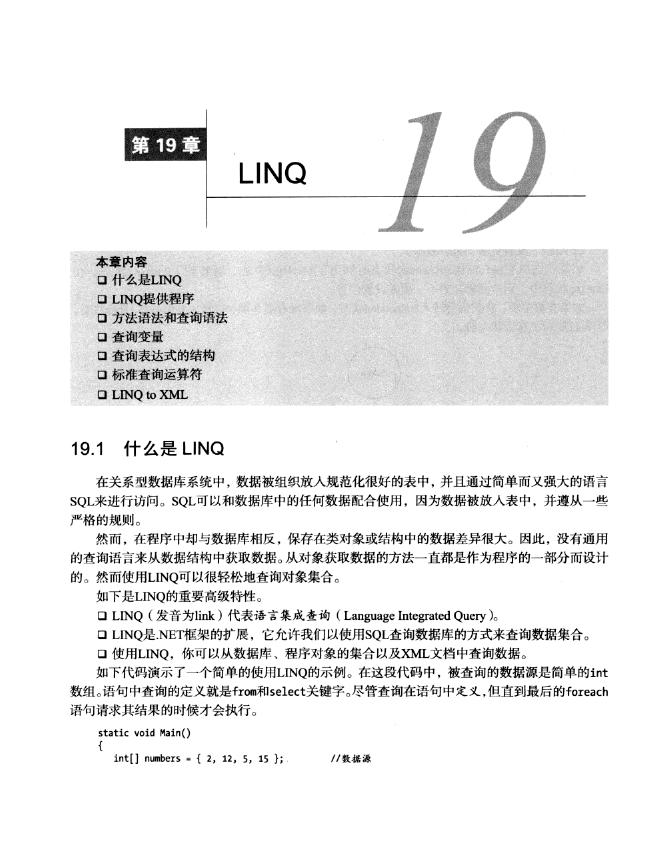 第 19 章
LINQ
19
本章内容
❑ 什么是LINQ
❑ LINQ提供程序
❑ 方法语法和查询语法
❑ 查询变量
❑ 查询表达式的结构
❑ 标准查询运算符
❑ LINQ to XML
19.1 什么是 LINQ
在关系型数据库系统中，数据被组织放入规范化很好的表中，并且通过简单而又强大的语言
SQL来进行访问。SQL可以和数据库中的任何数据配合使用，因为数据被放入表中，并遵从一些
严格的规则。
然而，在程序中却与数据库相反，保存在类对象或结构中的数据差异很大。因此，没有通用
的查询语言来从数据结构中获取数据。从对象获取数据的方法一直都是作为程序的一部分而设计
的。然而使用LINQ可以很轻松地查询对象集合。
如下是LINQ的重要高级特性。
❑ LINQ（发音为link）代表语言集成查询（Language Integrated Query）。
❑ LINQ是.NET框架的扩展，它允许我们以使用SQL查询数据库的方式来查询数据集合。
❑ 使用LINQ，你可以从数据库、程序对象的集合以及XML文档中查询数据。
如下代码演示了一个简单的使用LINQ的示例。在这段代码中，被查询的数据源是简单的int
数组。语句中查询的定义就是from和select关键字。尽管查询在语句中定义，但直到最后的foreach
语句请求其结果的时候才会执行。
static void Main()
{
int[] numbers = { 2, 12, 5, 15 }; //数据源